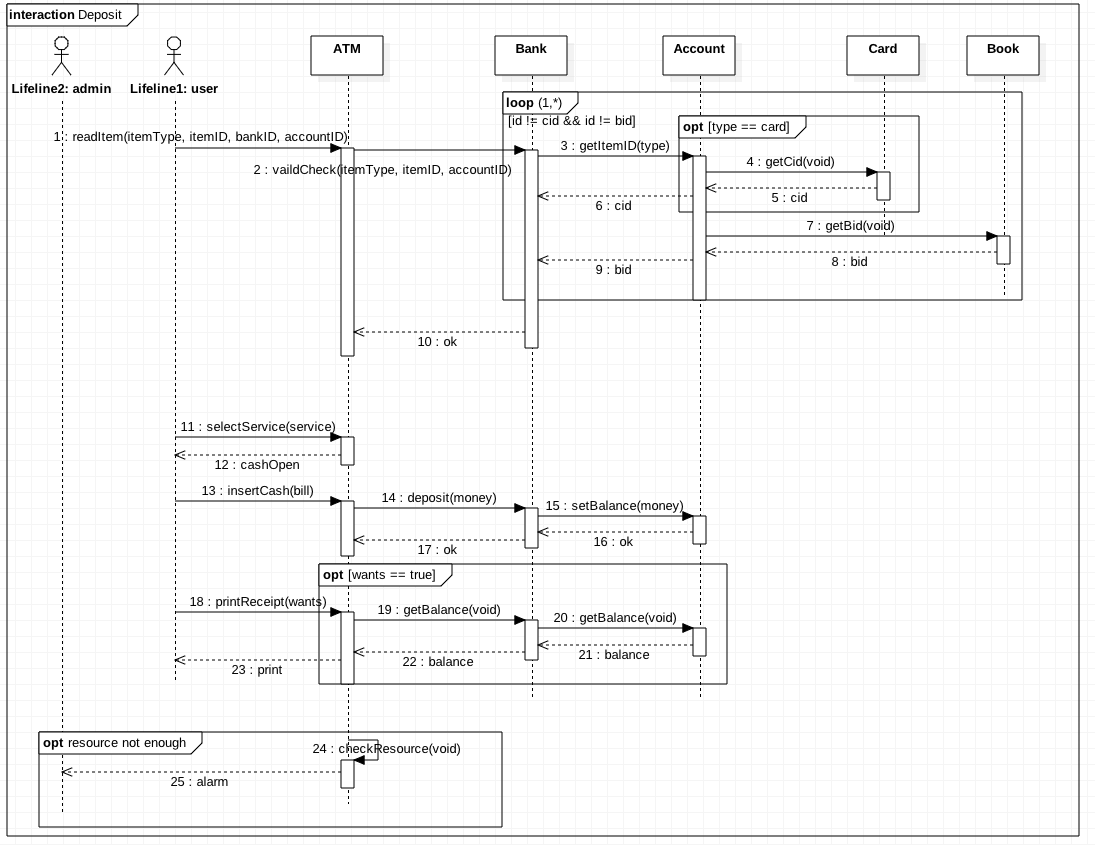 interaction Deposit
Lifeline2: admin
Lifeline1: user
ATM
Bank
Account
Card
Book
loop (1,*)
[id != cid && id != bid]
opt [type == card]
1 : readItem(itemType, itemID, bankID, accountID)
2 : vaildCheck(itemType, itemID, accountID)
3 : getItemID(type)
4 : getCid(void)
5 : cid
6 : cid
7 : getBid(void)
8 : bid
9 : bid
10 : ok
11 : selectService(service)
12 : cashOpen
13 : insertCash(bill)
14 : deposit(money)
15 : setBalance(money)
16 : ok
17 : ok
opt [wants == true]
18 : printReceipt(wants)
19 : getBalance(void)
20 : getBalance(void)
21 : balance
22 : balance
23 : print
opt resource not enough
24 : checkResource(void)
25 : alarm